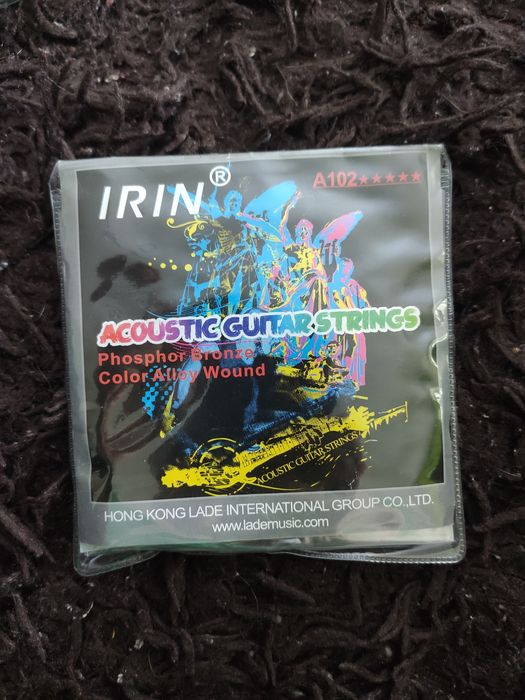 IRIN®
A102★★★★★
ACOUSTIC GUITAR STRINGS
Phosphor Bronze
Color Alloy Wound
ACOUSTIC GUITAR STRINGS
HONG KONG LADE INTERNATIONAL GROUP CO.,LTD.
www.lademusic.com